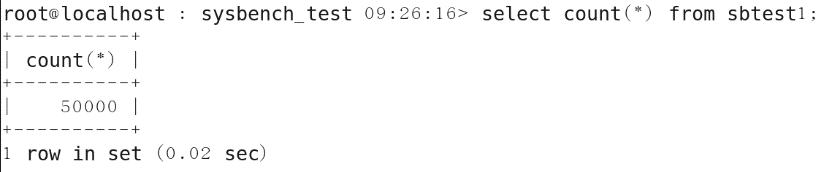 root@localhost : sysbench_test 09:26:16> select count(*) from sbtest1;
+----------+
| count(*) |
+----------+
|    50000 |
+----------+
1 row in set (0.02 sec)